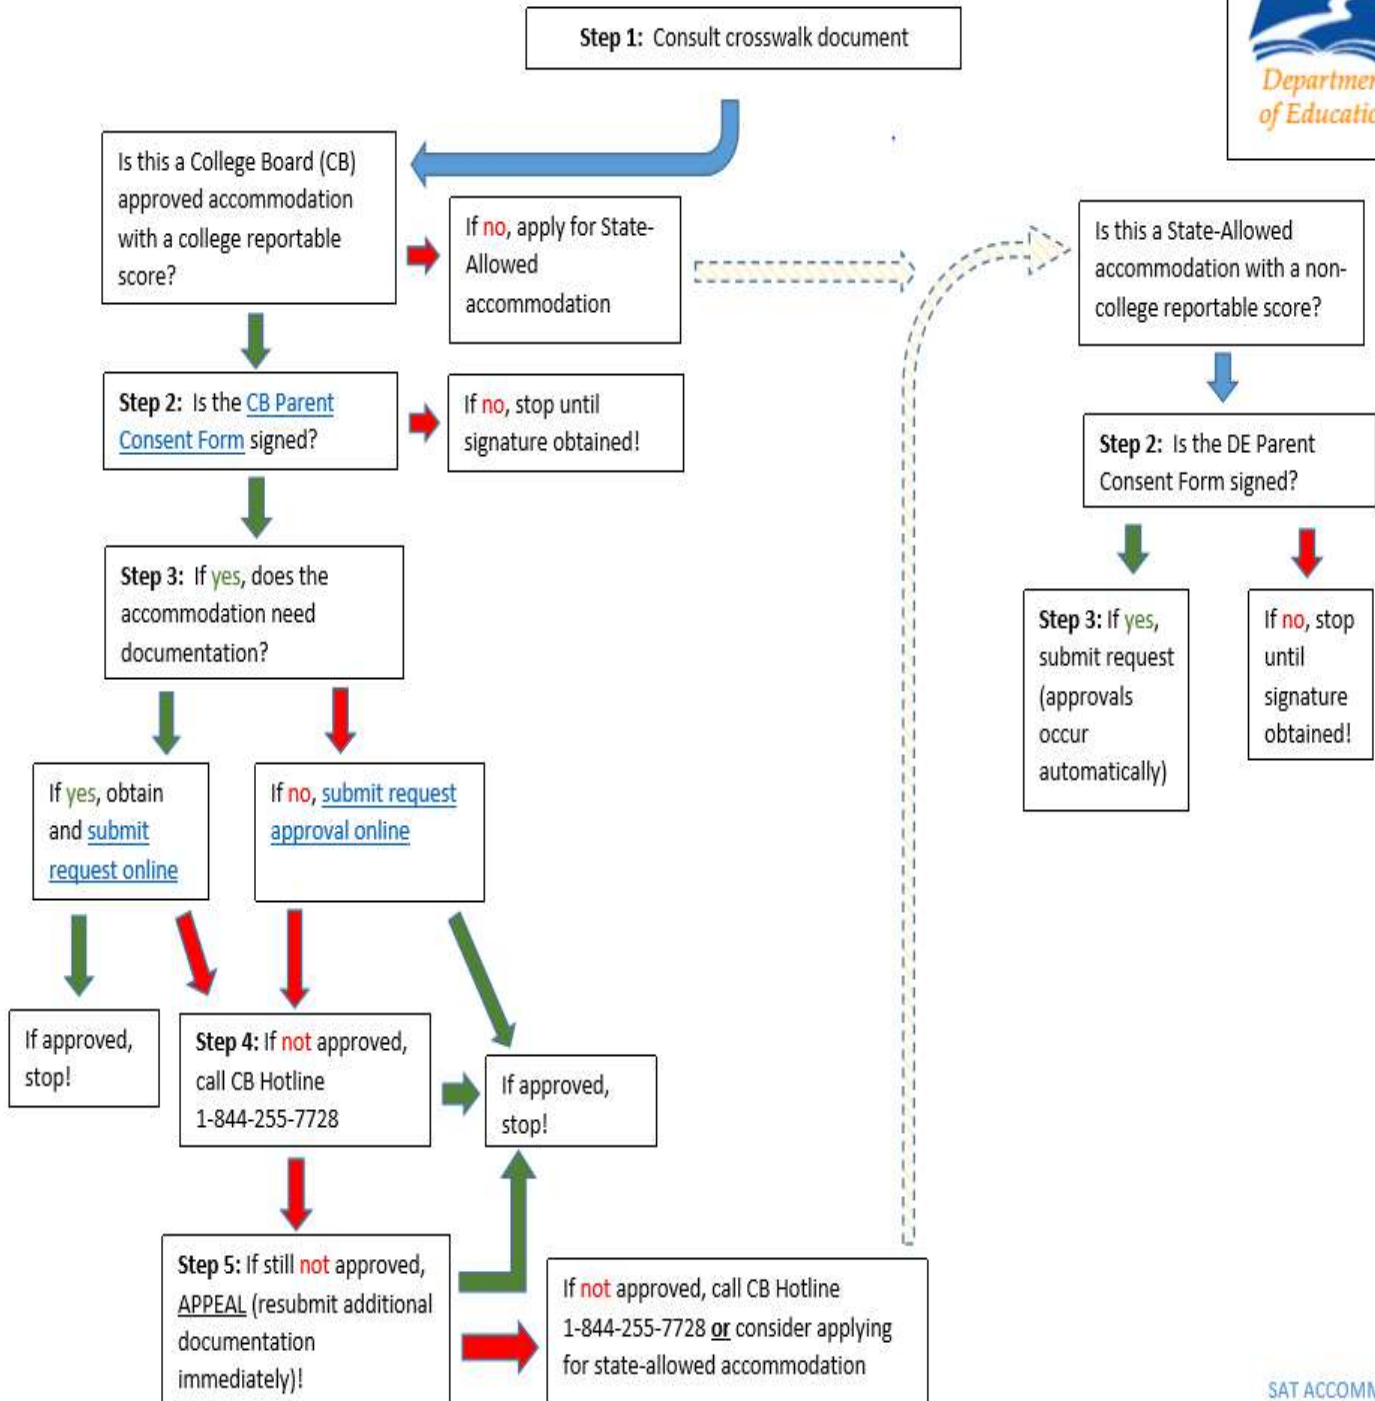 Step 1: Consult crosswalk document
Is this a College Board (CB)
approved accommodation
with a college reportable
score?
If no, apply for State-
Allowed
accommodation
Is this a State-Allowed
accommodation with a non-
college reportable score?
Step 2: Is the CB Parent
Consent Form signed?
If no, stop until
signature obtained!
Step 2: Is the DE Parent
Consent Form signed?
Step 3: If yes, does the
accommodation need
documentation?
Step 3: If yes,
submit request
(approvals
occur
automatically)
If no, stop
until
signature
obtained!
If yes, obtain
and submit
request online
If no, submit request
approval online
If approved,
stop!
Step 4: If not approved,
call CB Hotline
1-844-255-7728
If approved,
stop!
Step 5: If still not approved,
APPEAL (resubmit additional
documentation
immediately)!
If not approved, call CB Hotline
1-844-255-7728 or consider applying
for state-allowed accommodation
Departmen
of Educatio
SAT ACCOMM